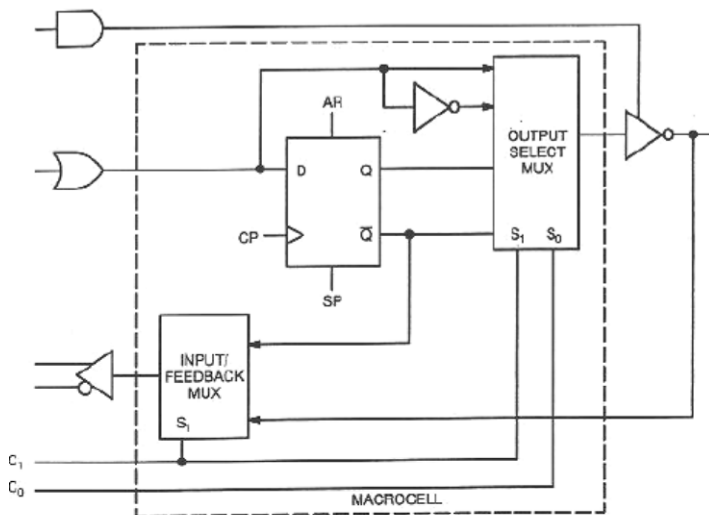 AR
OUTPUT
SELECT
MUX
D
Q
CP
Q̅
S₁
S₀
SP
INPUT/
FEEDBACK
MUX
S₁
C₁
C₀
MACROCELL